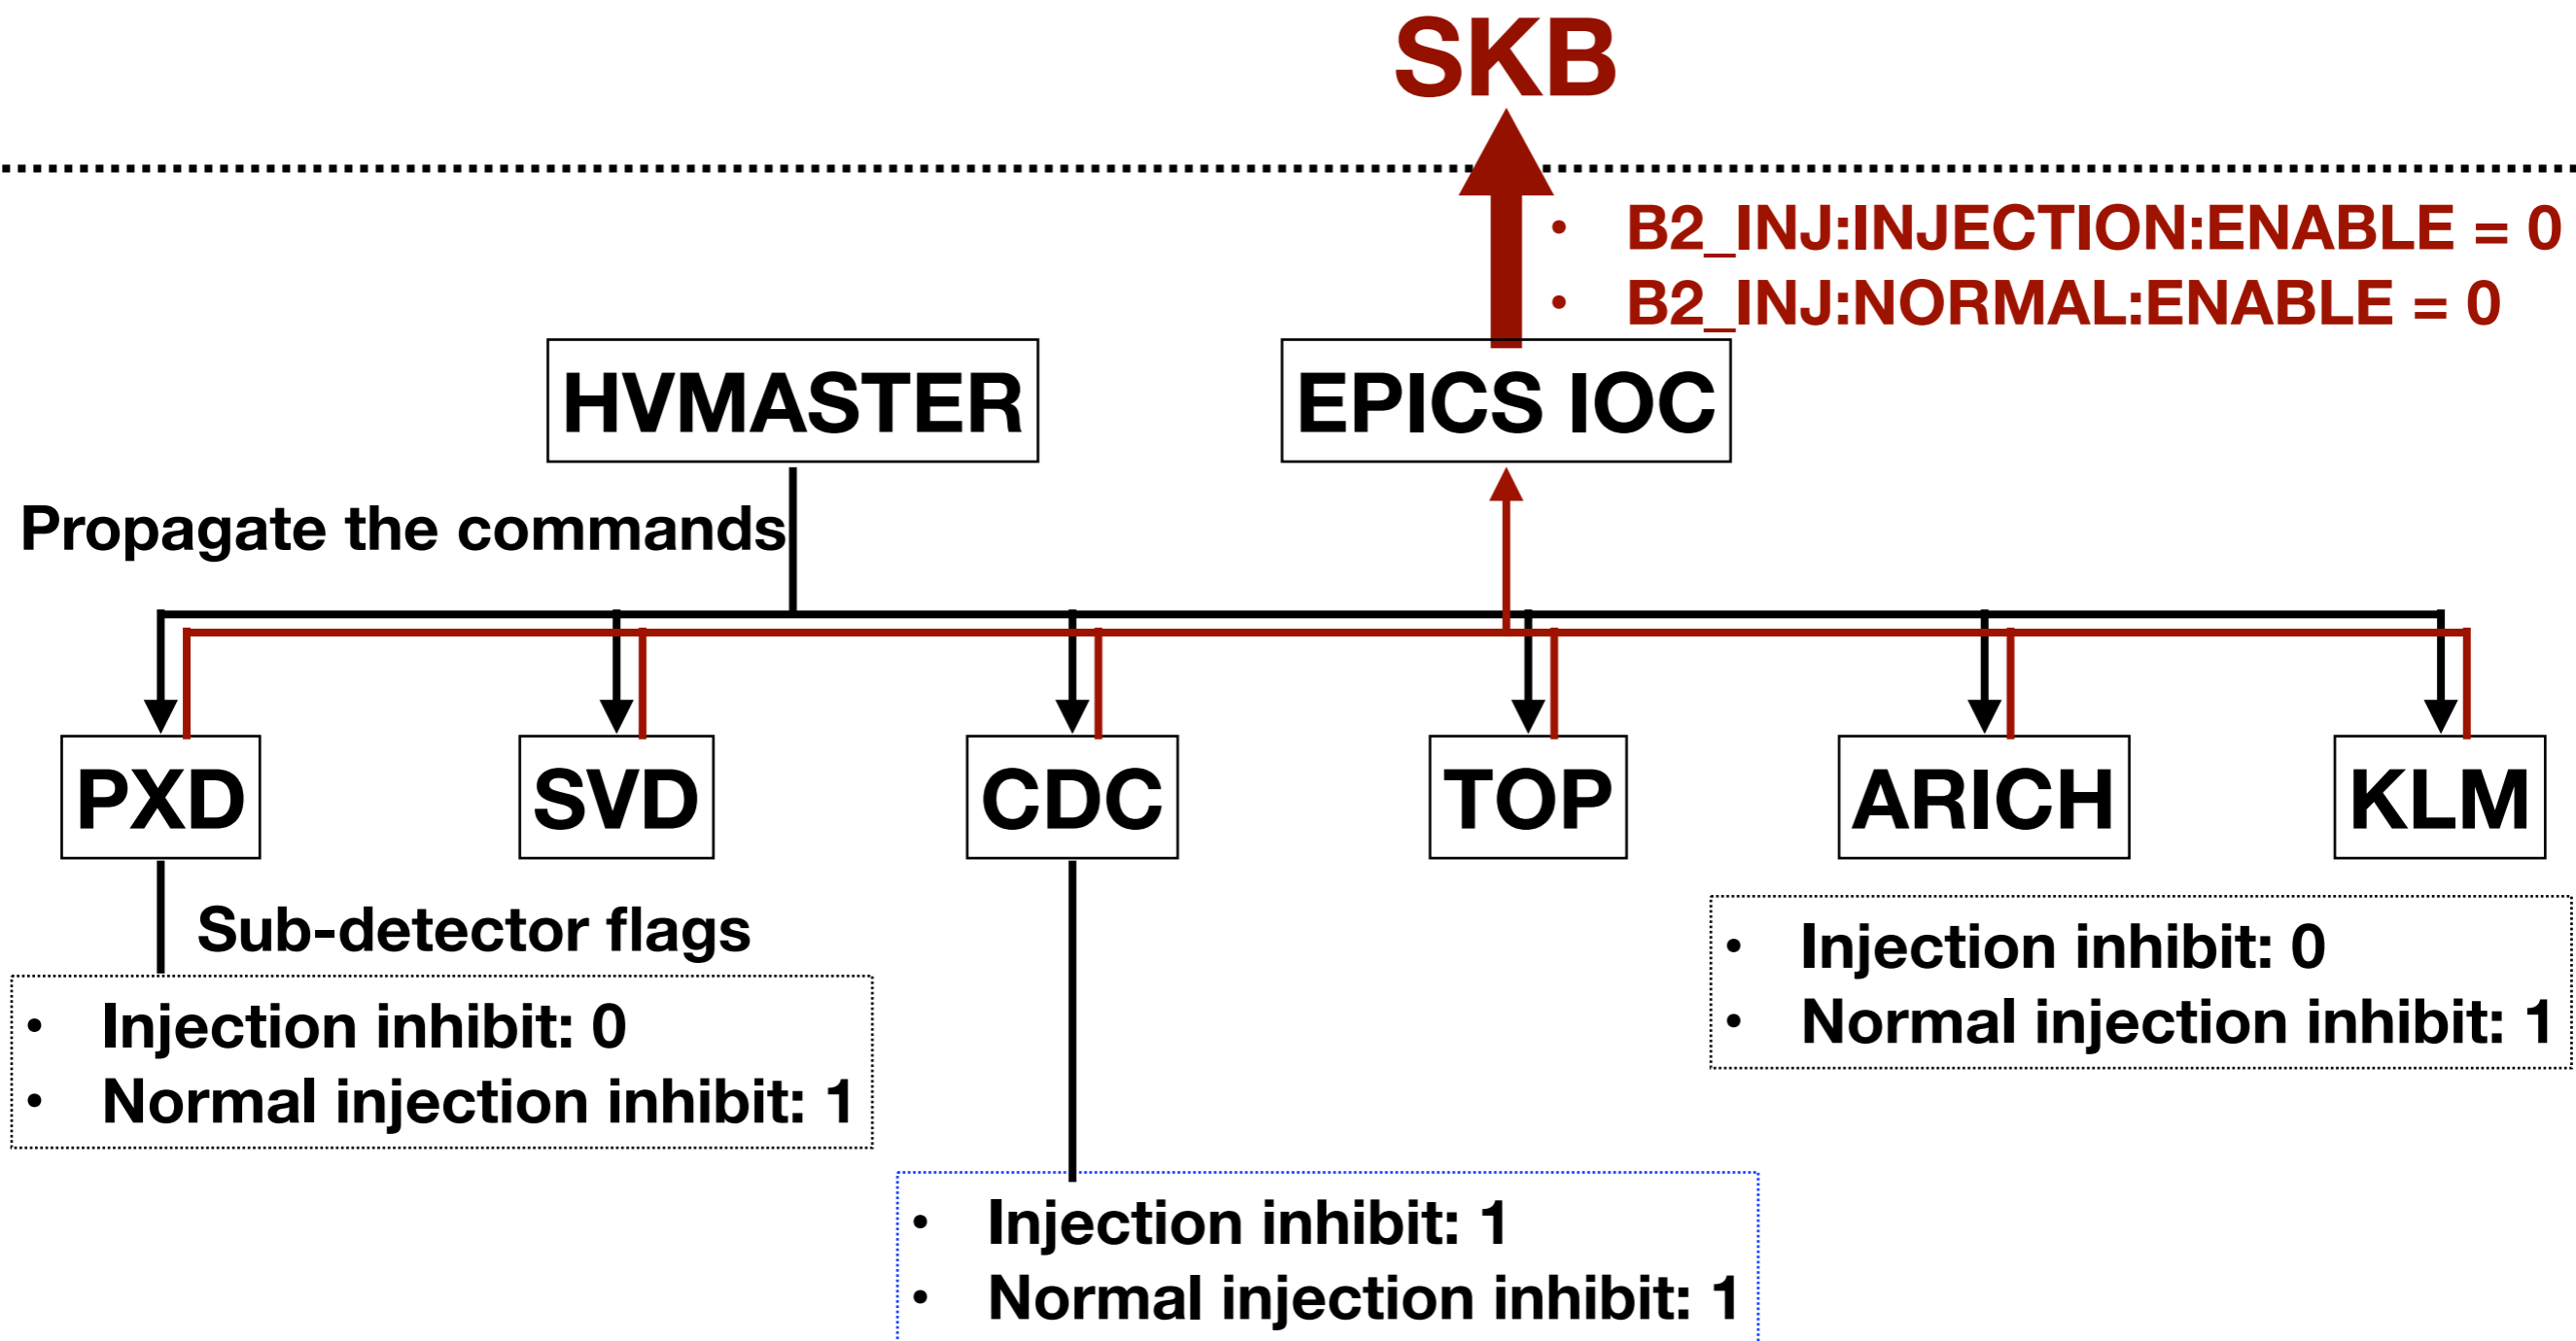 SKB
• B2_INJ:INJECTION:ENABLE = 0
• B2_INJ:NORMAL:ENABLE = 0
HVMASTER
EPICS IOC
Propagate the commands
PXD
SVD
CDC
TOP
ARICH
KLM
Sub-detector flags
• Injection inhibit: 0
• Normal injection inhibit: 1
• Injection inhibit: 0
• Normal injection inhibit: 1
• Injection inhibit: 1
• Normal injection inhibit: 1